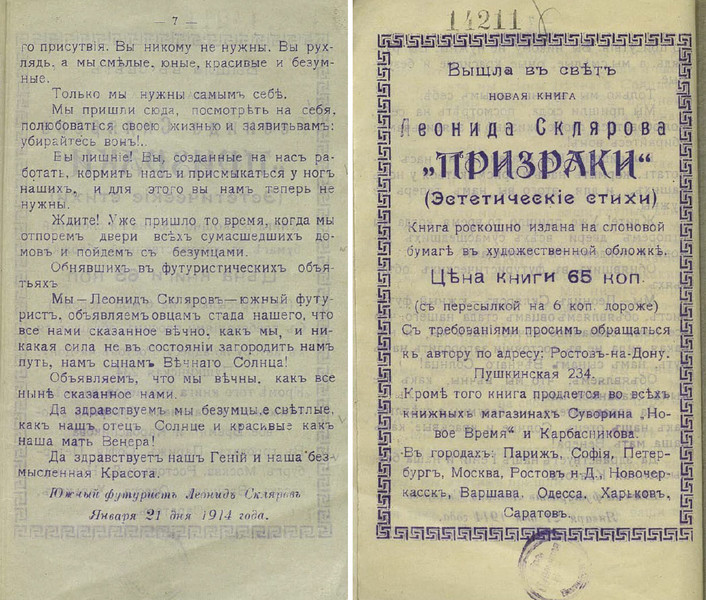 — 7 —
го присутвія. Вы никому не нужны. Вы рух-
лядь, а мы смѣлые, юные, красивые и безум-
ные.
Только мы нужны самымъ себѣ.
Мы пришли сюда, посмотрѣть на себя,
полюбоваться своею жизнью и заявитьвамъ:
убирайтесь вонъ!..
Вы лишніе! Вы, созданные на насъ ра-
ботать, кормить насъ и присмыкаться у ногъ
нашихъ, и для этого вы намъ теперь не
нужны.
Ждите! Уже пришло то время, когда мы
отпоремъ двери всѣхъ сумасшедшихъ до-
мовъ и пойдемъ съ безумцами.
Обнявшихъ въ футуристическихъ объя-
тьяхъ
Мы—Леонидъ Скляровъ—южный футу-
ристъ, объявляемъовцамъ стада нашего, что
все нами сказанное вѣчно, какъ мы, и ни-
какая сила не въ состояніи загородить намъ
путь, намъ сынамъ Вѣчнаго Солнца!
Объявляемъ, что мы вѣчны, какъ все
нынѣ сказанное нами.
Да здравствуемъ мы безумцы,е свѣтлые,
какъ нашъ отецъ Солнце и красивые какъ
наша мать Венера!
Да здравствуетъ нашъ Геній и наша без-
мысленная Красота.
Южный футуристъ Леонидъ Скляровъ
Января 21 дня 1914 года.
14211
Вышла въ свѣтъ
новая книга
Леонида Склярова
„ПРИЗРАКИ“
(Эстетическіе стихи)
Книга роскошно издана на слоновой
бумагѣ въ художественной обложкѣ.
Цѣна книги 65 коп
(съ пересылкой на 6 коп дороже)
Съ требованіями просимъ обращаться
къ автору по адресу: Ростовъ-на-Дону.
Пушкинская 234.
Кромѣ того книга продается во всѣхъ
книжныхъ магазинахъ Суворина „Но-
вое Время“ и Карбасникова.
Въ городахъ: Парижъ, Софія, Петер-
бургъ, Москва, Ростовъ н-Д., Новочер-
касскъ, Варшава, Одесса, Харьковъ,
Саратовъ.